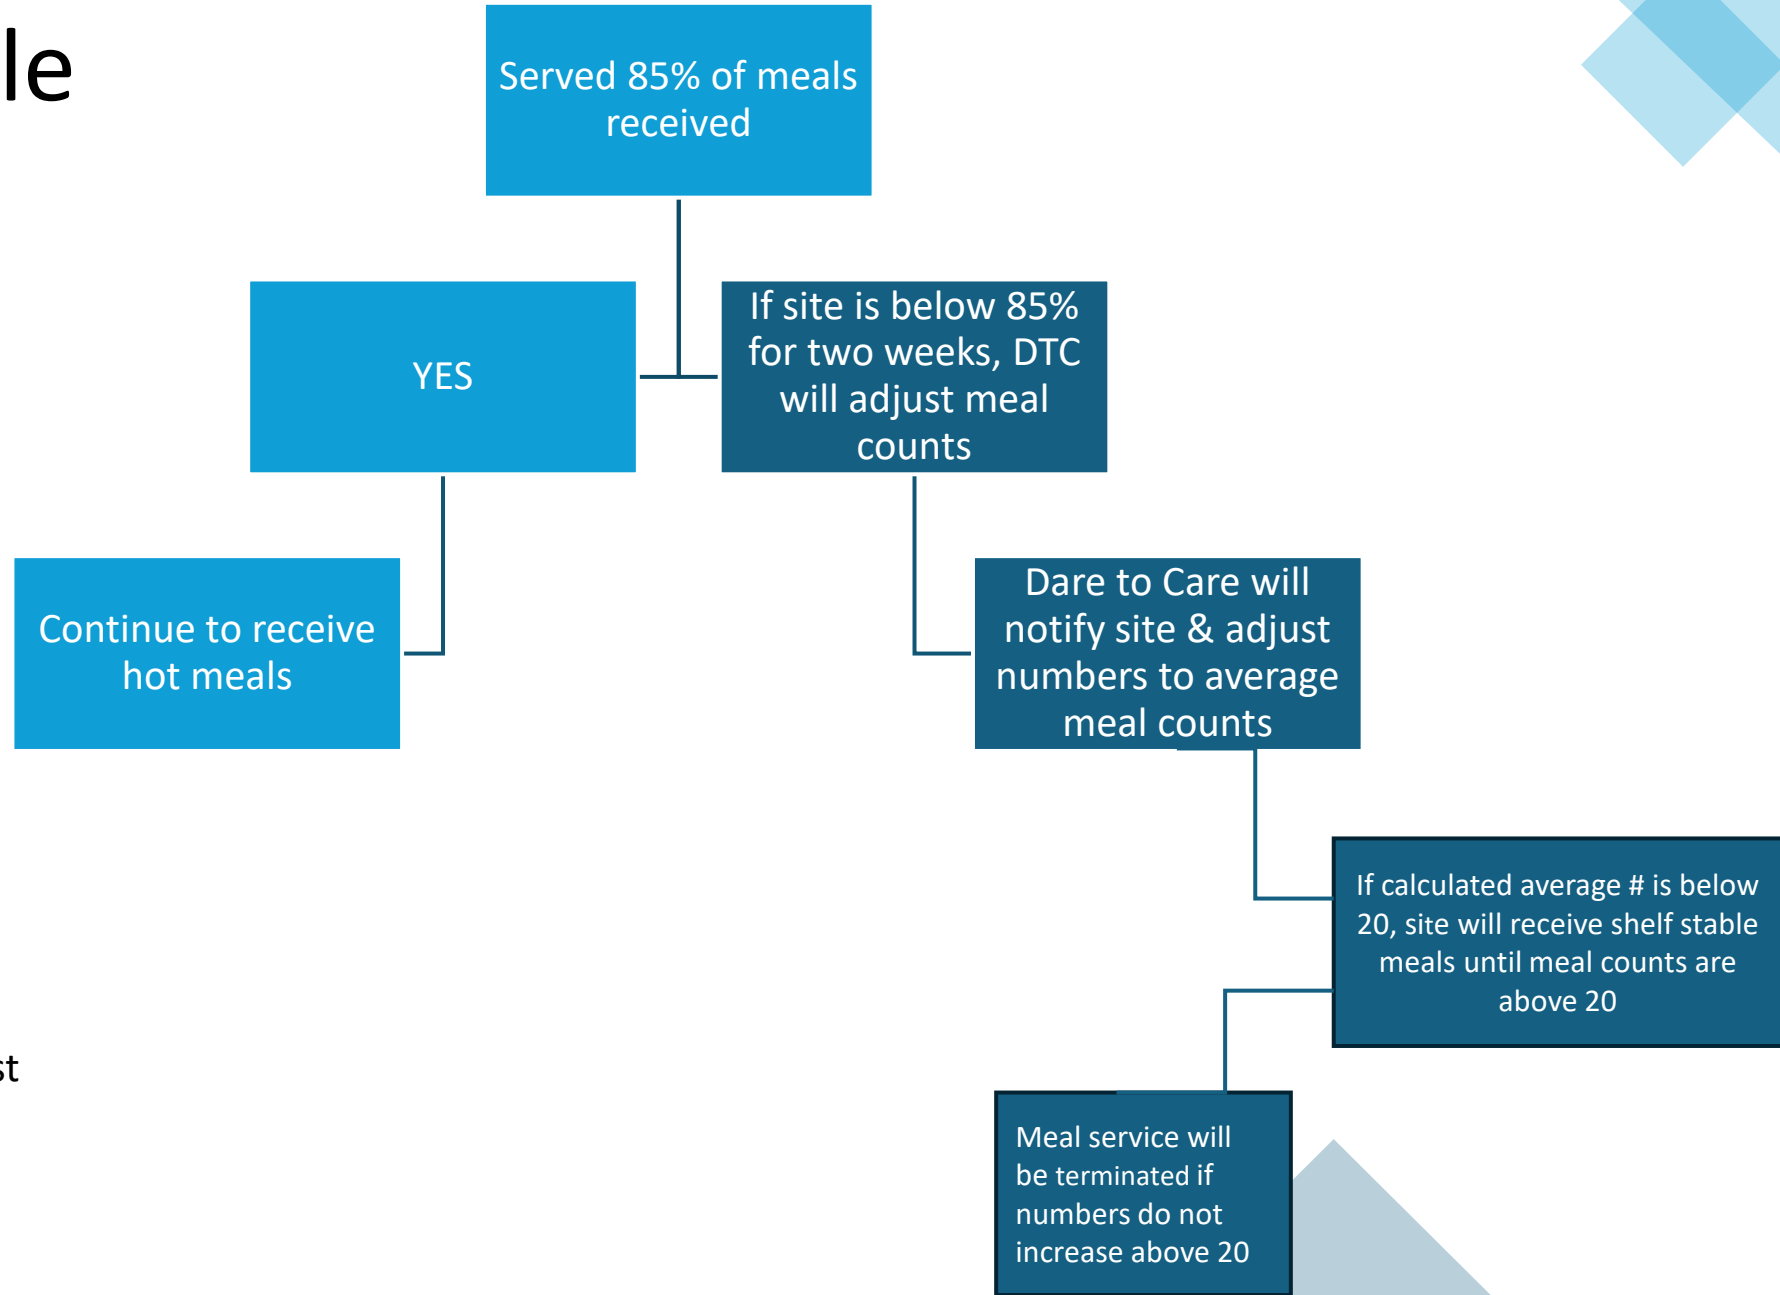 le
Served 85% of meals
received
YES
If site is below 85%
for two weeks, DTC
will adjust meal
counts
Continue to receive
hot meals
Dare to Care will
notify site & adjust
numbers to average
meal counts
If calculated average # is below
20, site will receive shelf stable
meals until meal counts are
above 20
st
Meal service will
be terminated if
numbers do not
increase above 20